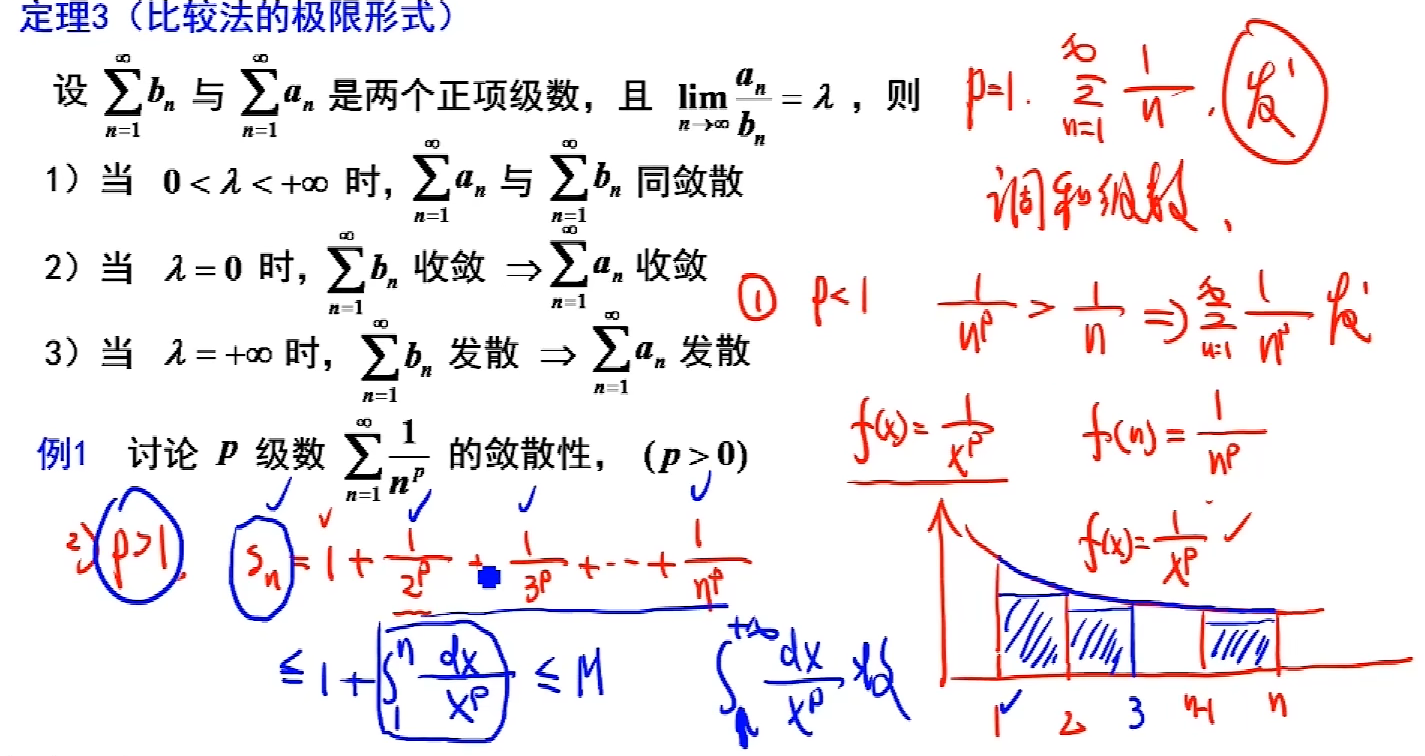 定理3（比较法的极限形式）
设 $\sum_{n=1}^{\infty} b_n$ 与 $\sum_{n=1}^{\infty} a_n$ 是两个正项级数，且 $\lim_{n\to\infty} \frac{a_n}{b_n} = \lambda$，则
1）当 $0 < \lambda < +\infty$ 时，$\sum_{n=1}^{\infty} a_n$ 与 $\sum_{n=1}^{\infty} b_n$ 同敛散
2）当 $\lambda = 0$ 时，$\sum_{n=1}^{\infty} b_n$ 收敛 $\Rightarrow \sum_{n=1}^{\infty} a_n$ 收敛
3）当 $\lambda = +\infty$ 时，$\sum_{n=1}^{\infty} b_n$ 发散 $\Rightarrow \sum_{n=1}^{\infty} a_n$ 发散
例1 讨论 $P$ 级数 $\sum_{n=1}^{\infty} \frac{1}{n^p}$ 的敛散性，$(p > 0)$
$p=1.$ $\sum_{n=1}^{\infty} \frac{1}{n}.$ 发
调和级数.
① $p<1$ $\frac{1}{n^p} > \frac{1}{n} \Rightarrow \sum_{n=1}^{\infty} \frac{1}{n^p}$ 发
$f(x) = \frac{1}{x^p}$ $f(n) = \frac{1}{n^p}$
2) $p>1.$ $S_n = 1 + \frac{1}{2^p} + \frac{1}{3^p} + \cdots + \frac{1}{n^p}$
$\leq 1 + \int_1^n \frac{dx}{x^p} \leq M$ $\int^{+\infty} \frac{dx}{x^p}$ 收
$f(x) = \frac{1}{x^p}$ ✓
1 2 3 n-1 n